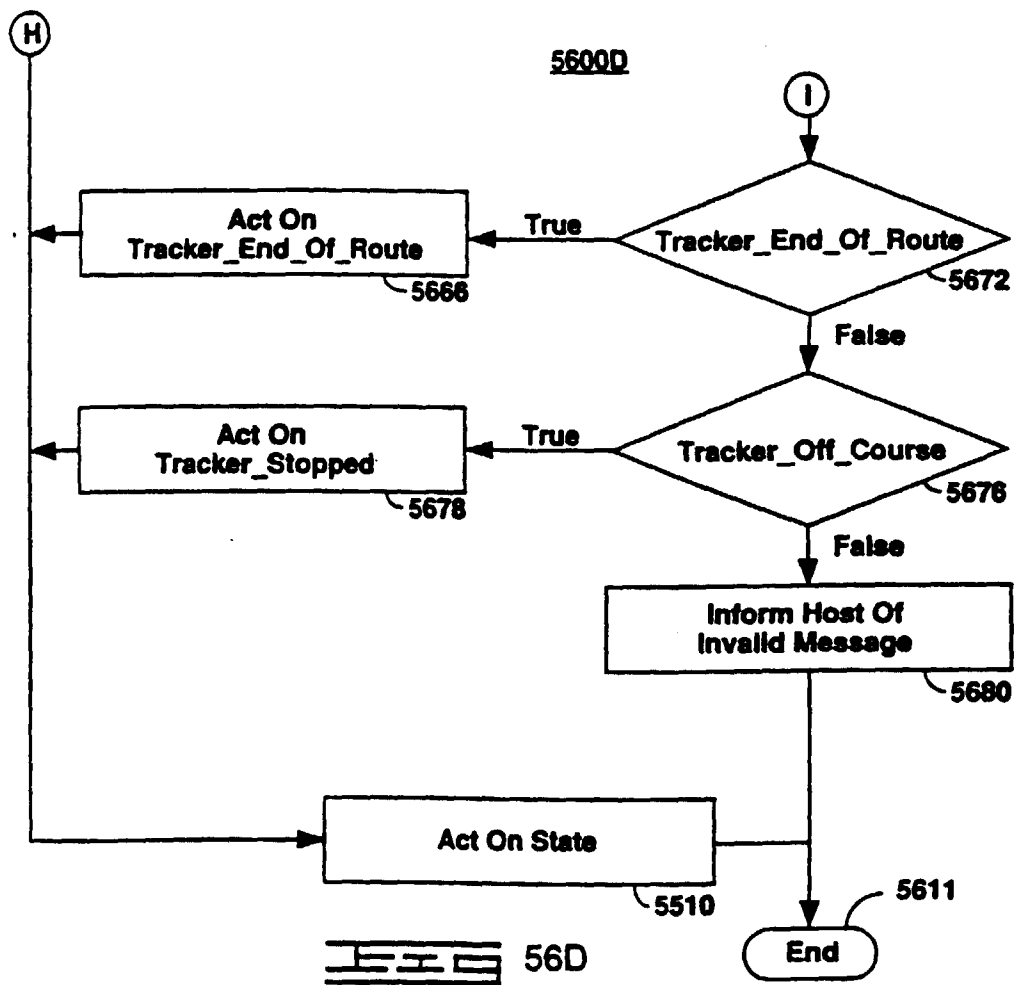 H
5600D
I
Act On
Tracker_End_Of_Route
5666
True
Tracker_End_Of_Route
5672
False
Act On
Tracker_Stopped
5678
True
Tracker_Off_Course
5676
False
Inform Host Of
Invalid Message
5680
Act On State
5510
5611
End
56D